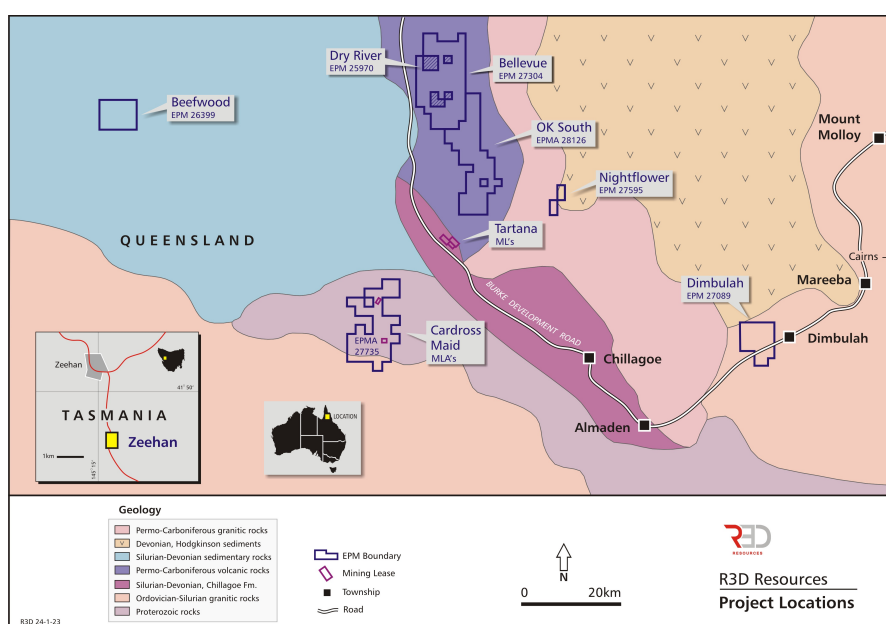 Dry River
EPM 25970
Bellevue
EPM 27304
Beefwood
EPM 26399
OK South
EPMA 28126
Mount
Molloy
Nightflower
EPM 27595
QUEENSLAND
Tartana
ML's
Cairns
Mareeba
Dimbulah
EPM 27089
BURKE DEVELOPMENT ROAD
Cardross
Maid
MLA's
EPMA
27735
Dimbulah
Chillagoe
Almaden
Zeehan
41° 50'
TASMANIA
Zeehan
1km
145° 15'
LOCATION
Geology
Permo-Carboniferous granitic rocks
Devonian, Hodgkinson sediments
Silurian-Devonian sedimentary rocks
Permo-Carboniferous volcanic rocks
Silurian-Devonian, Chillagoe Fm.
Ordovician-Silurian granitic rocks
Proterozoic rocks
EPM Boundary
Mining Lease
Township
Road
N
0 20km
R3D
RESOURCES
R3D Resources
Project Locations
R3D 24-1-23